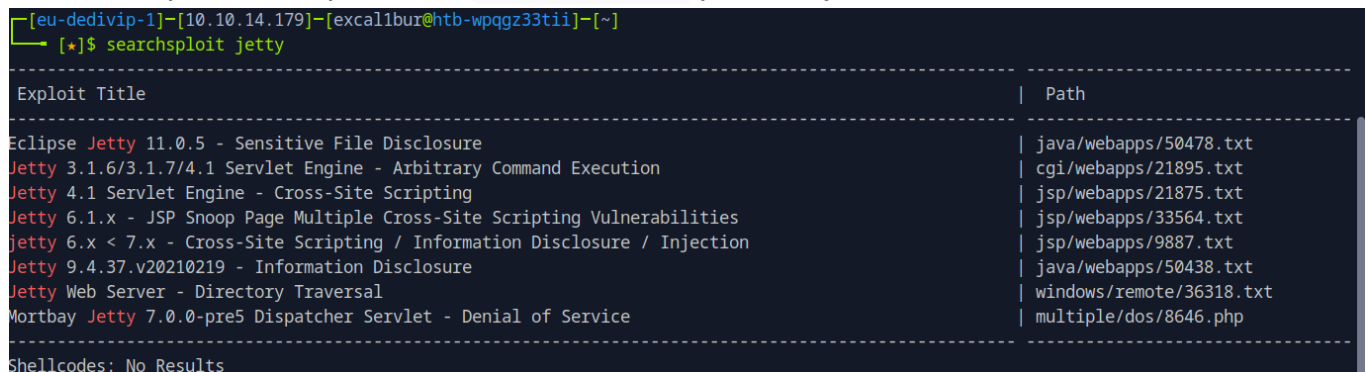 [eu-dedivip-1]-[10.10.14.179]-[excal1bur@htb-wpqgz33tii]-[~]
[★]$ searchsploit jetty
Exploit Title | Path
Eclipse Jetty 11.0.5 - Sensitive File Disclosure | java/webapps/50478.txt
Jetty 3.1.6/3.1.7/4.1 Servlet Engine - Arbitrary Command Execution | cgi/webapps/21895.txt
Jetty 4.1 Servlet Engine - Cross-Site Scripting | jsp/webapps/21875.txt
Jetty 6.1.x - JSP Snoop Page Multiple Cross-Site Scripting Vulnerabilities | jsp/webapps/33564.txt
jetty 6.x < 7.x - Cross-Site Scripting / Information Disclosure / Injection | jsp/webapps/9887.txt
Jetty 9.4.37.v20210219 - Information Disclosure | java/webapps/50438.txt
Jetty Web Server - Directory Traversal | windows/remote/36318.txt
Mortbay Jetty 7.0.0-pre5 Dispatcher Servlet - Denial of Service | multiple/dos/8646.php
Shellcodes: No Results